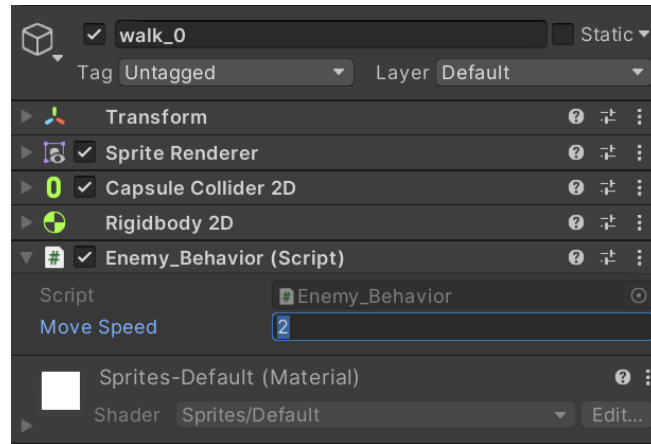 walk_0 Static
Tag Untagged Layer Default
Transform
Sprite Renderer
Capsule Collider 2D
Rigidbody 2D
# Enemy_Behavior (Script)
Script # Enemy_Behavior
Move Speed 2
Sprites-Default (Material)
Shader Sprites/Default Edit...